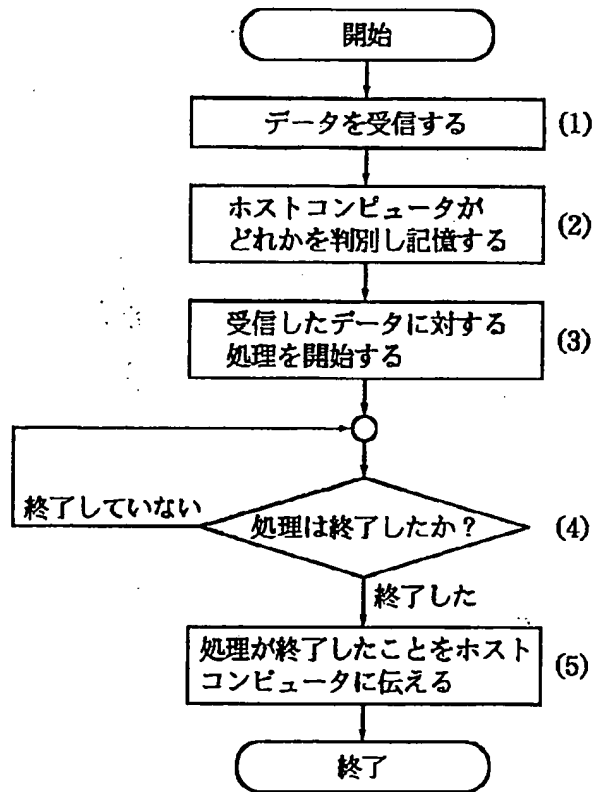 開始
データを受信する
(1)
ホストコンピュータが
どれかを判別し記憶する
(2)
受信したデータに対する
処理を開始する
(3)
終了していない
処理は終了したか？
(4)
終了した
処理が終了したことをホスト
コンピュータに伝える
(5)
終了